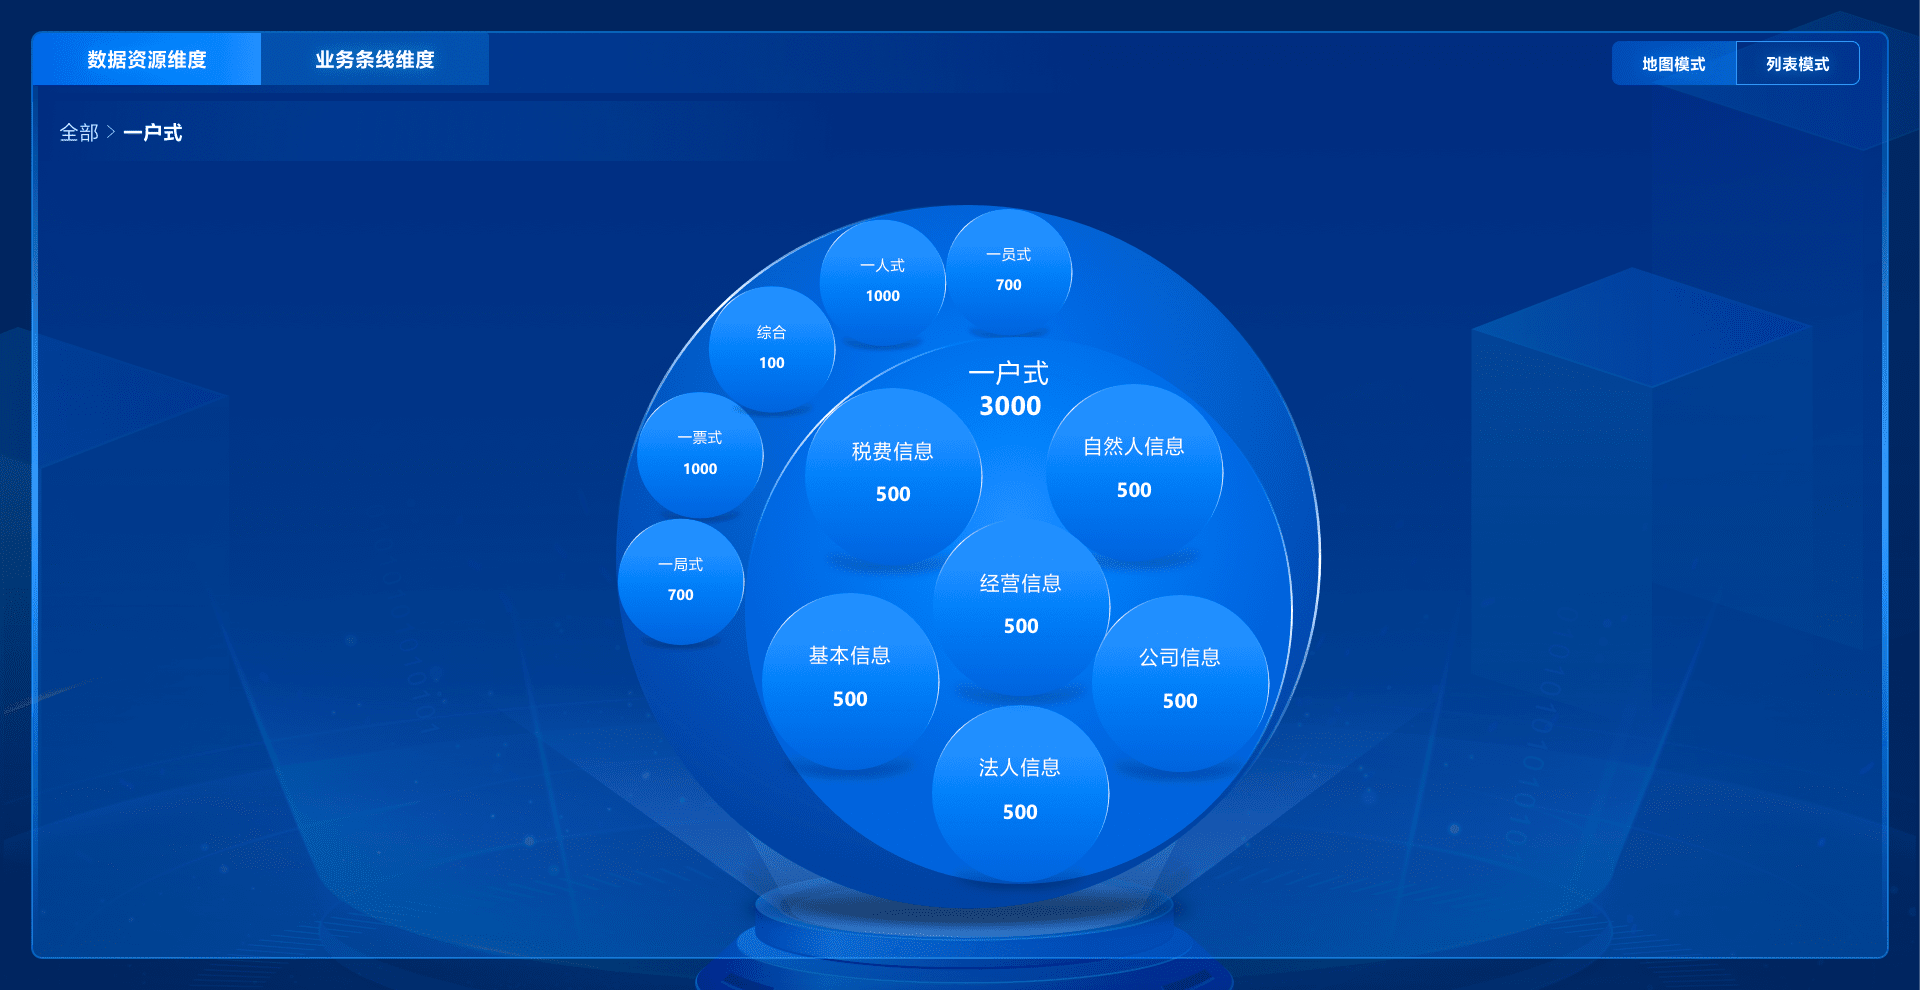 数据资源维度
业务条线维度
地图模式
列表模式
全部 > 一户式
一人式
1000
一员式
700
综合
100
一票式
1000
一局式
700
一户式
3000
税费信息
500
自然人信息
500
经营信息
500
基本信息
500
公司信息
500
法人信息
500